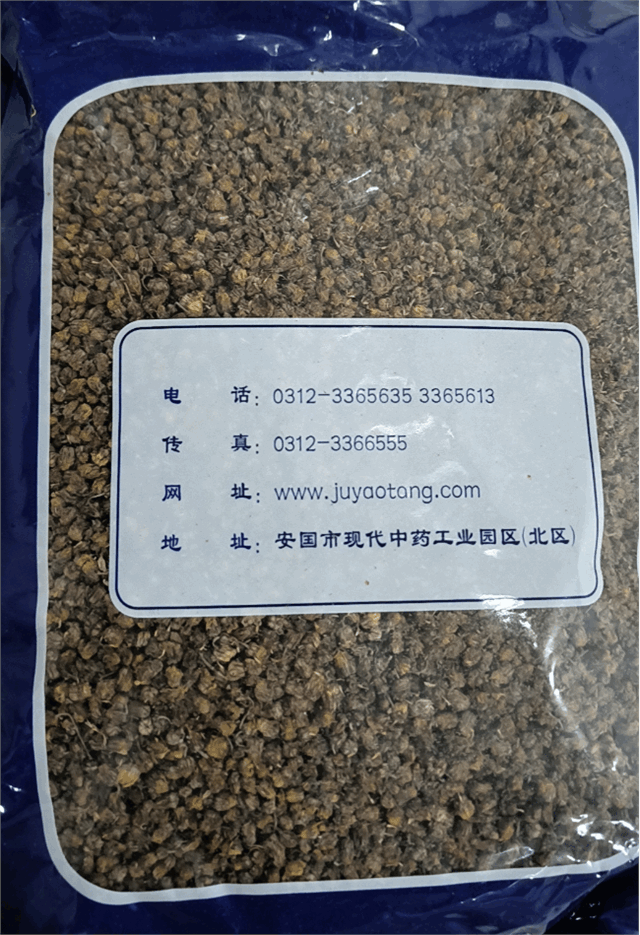 电 话: 0312-3365635 3365613
传 真: 0312-3366555
网 址: www.juyaotang.com
地 址: 安国市现代中药工业园区(北区)